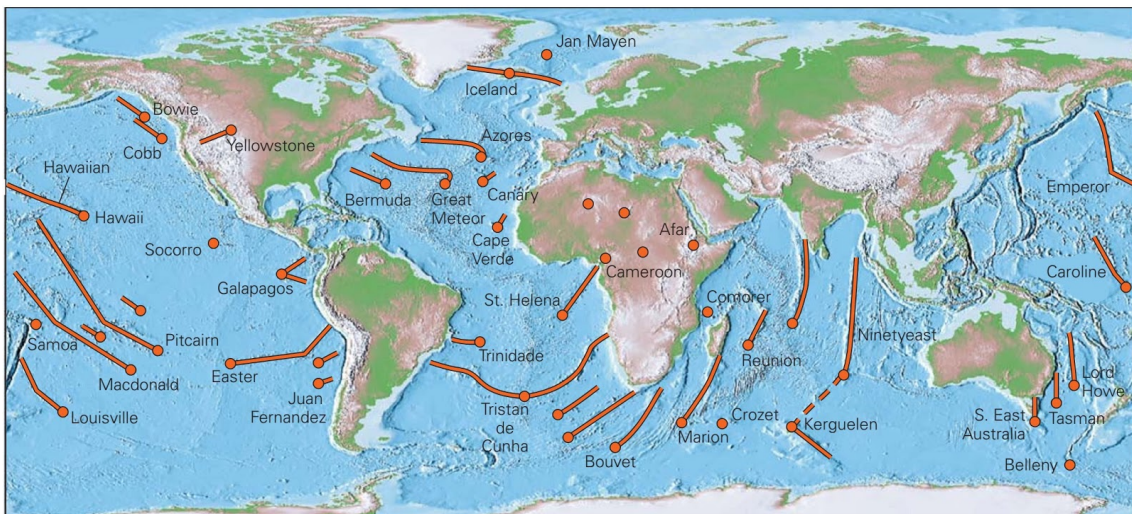 Jan Mayen
Iceland
Bowie
Cobb
Yellowstone
Azores
Hawaiian
Bermuda
Great
Meteor
Canary
Emperor
Hawaii
Socorro
Cape
Verde
Afar
Cameroon
Galapagos
Caroline
St. Helena
Comorer
Samoa
Pitcairn
Trinidade
Ninetyeast
Macdonald
Easter
Reunion
Lord
Howe
Juan
Fernandez
Louisville
Tristan
de
Cunha
Marion
Crozet
Kerguelen
S. East
Australia
Tasman
Bouvet
Belleny